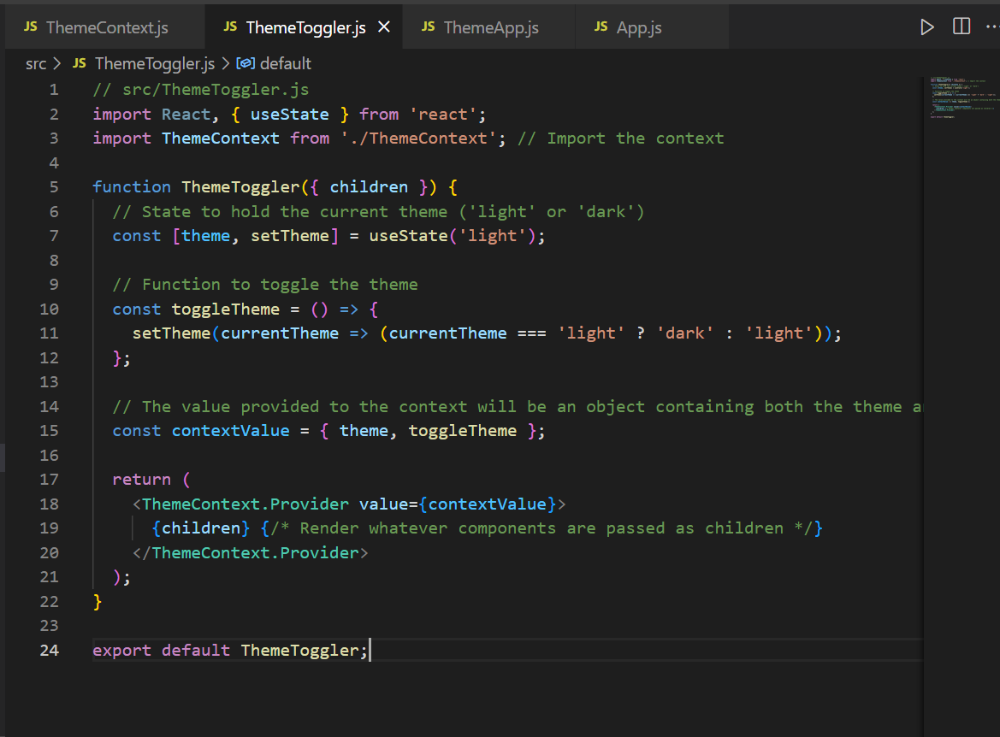 JS ThemeContext.js JS ThemeToggler.js JS ThemeApp.js JS App.js
src > JS ThemeToggler.js > default
1 // src/ThemeToggler.js
2 import React, { useState } from 'react';
3 import ThemeContext from './ThemeContext'; // Import the context
4
5 function ThemeToggler({ children }) {
6   // State to hold the current theme ('light' or 'dark')
7   const [theme, setTheme] = useState('light');
8
9   // Function to toggle the theme
10   const toggleTheme = () => {
11     setTheme(currentTheme => (currentTheme === 'light' ? 'dark' : 'light'));
12   };
13
14   // The value provided to the context will be an object containing both the theme
15   const contextValue = { theme, toggleTheme };
16
17   return (
18     <ThemeContext.Provider value={contextValue}>
19       {children} {/* Render whatever components are passed as children */}
20     </ThemeContext.Provider>
21   );
22 }
23
24 export default ThemeToggler;